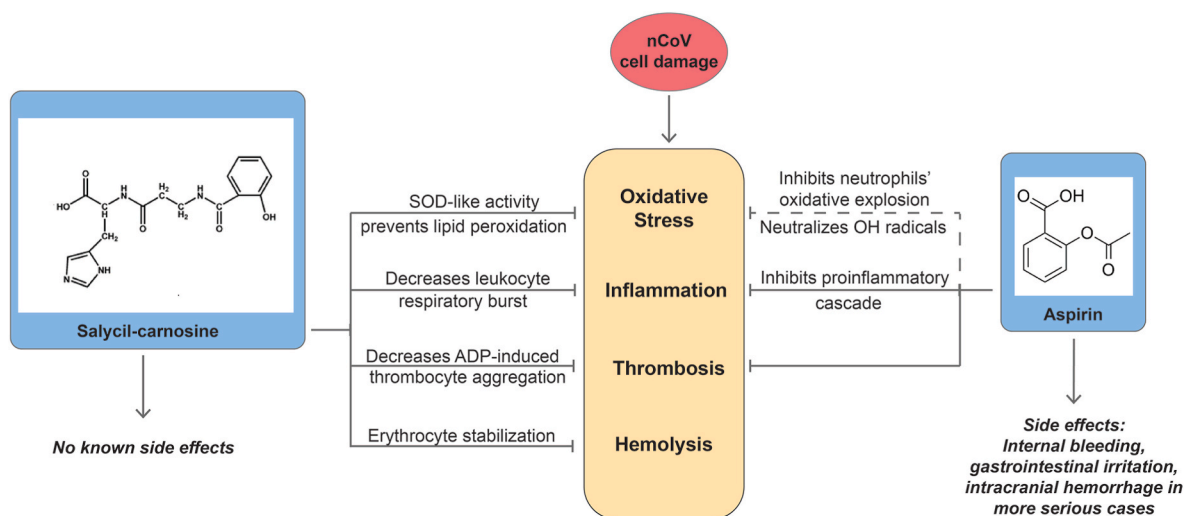 nCoV
cell damage
O
HO
C
H
N
H
O
H2
C
C
H2
H
N
C
O
OH
CH2
N
NH
Salycil-carnosine
No known side effects
SOD-like activity
prevents lipid peroxidation
Decreases leukocyte
respiratory burst
Decreases ADP-induced
thrombocyte aggregation
Erythrocyte stabilization
Oxidative
Stress
Inflammation
Thrombosis
Hemolysis
Inhibits neutrophils'
oxidative explosion
Neutralizes OH radicals
Inhibits proinflammatory
cascade
OH
O
O
O
Aspirin
Side effects:
Internal bleeding,
gastrointestinal irritation,
intracranial hemorrhage in
more serious cases